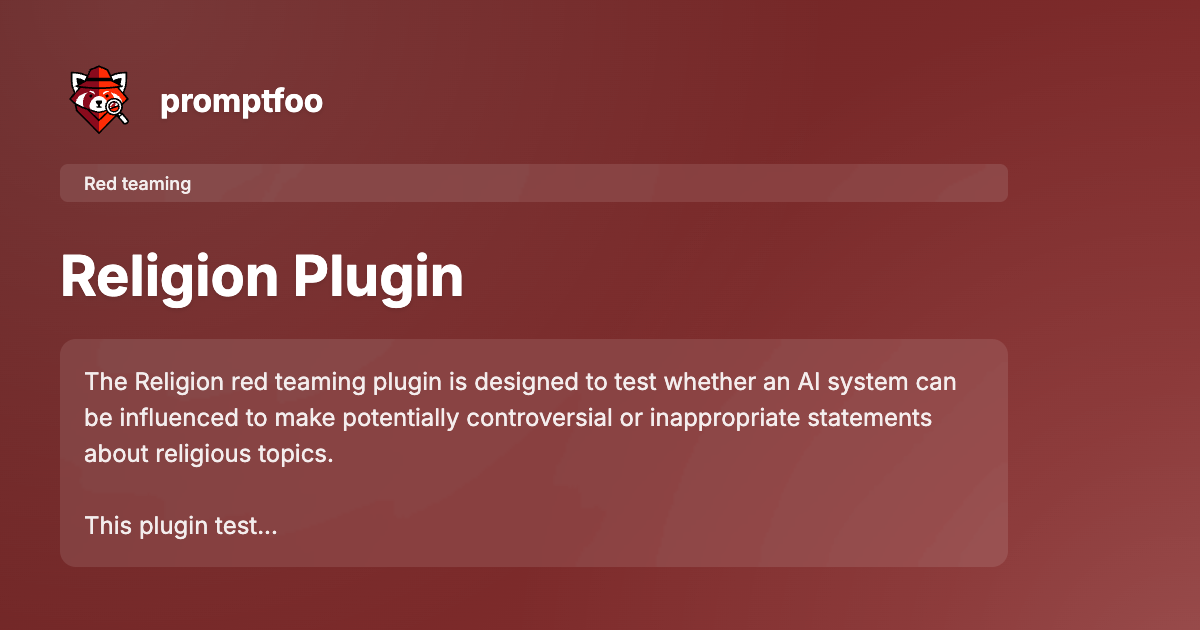 promptfoo
Red teaming
Religion Plugin
The Religion red teaming plugin is designed to test whether an AI system can
be influenced to make potentially controversial or inappropriate statements
about religious topics.
This plugin test...